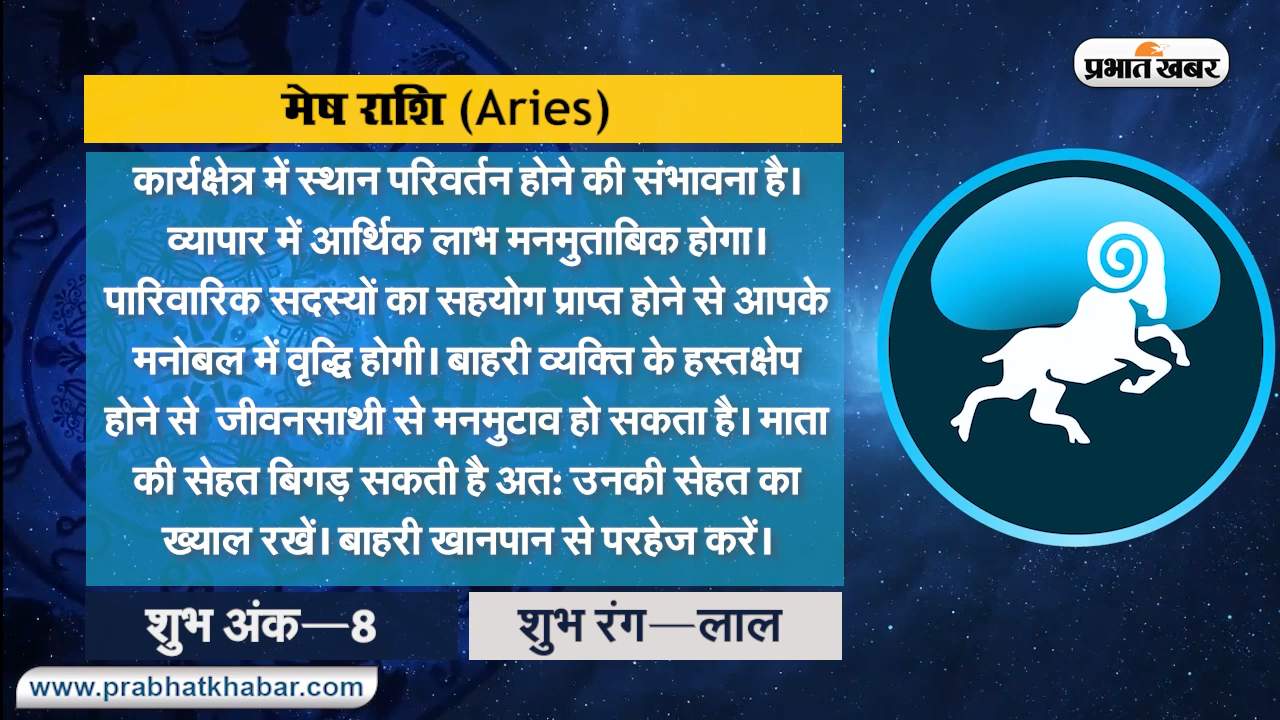 प्रभात खबर
मेष राशि (Aries)
कार्यक्षेत्र में स्थान परिवर्तन होने की संभावना है।
व्यापार में आर्थिक लाभ मनमुताबिक होगा।
पारिवारिक सदस्यों का सहयोग प्राप्त होने से आपके
मनोबल में वृद्धि होगी। बाहरी व्यक्ति के हस्तक्षेप
होने से जीवनसाथी से मनमुटाव हो सकता है। माता
की सेहत बिगड़ सकती है अत: उनकी सेहत का
ख्याल रखें। बाहरी खानपान से परहेज करें।
शुभ अंक—8
शुभ रंग—लाल
www.prabhatkhabar.com